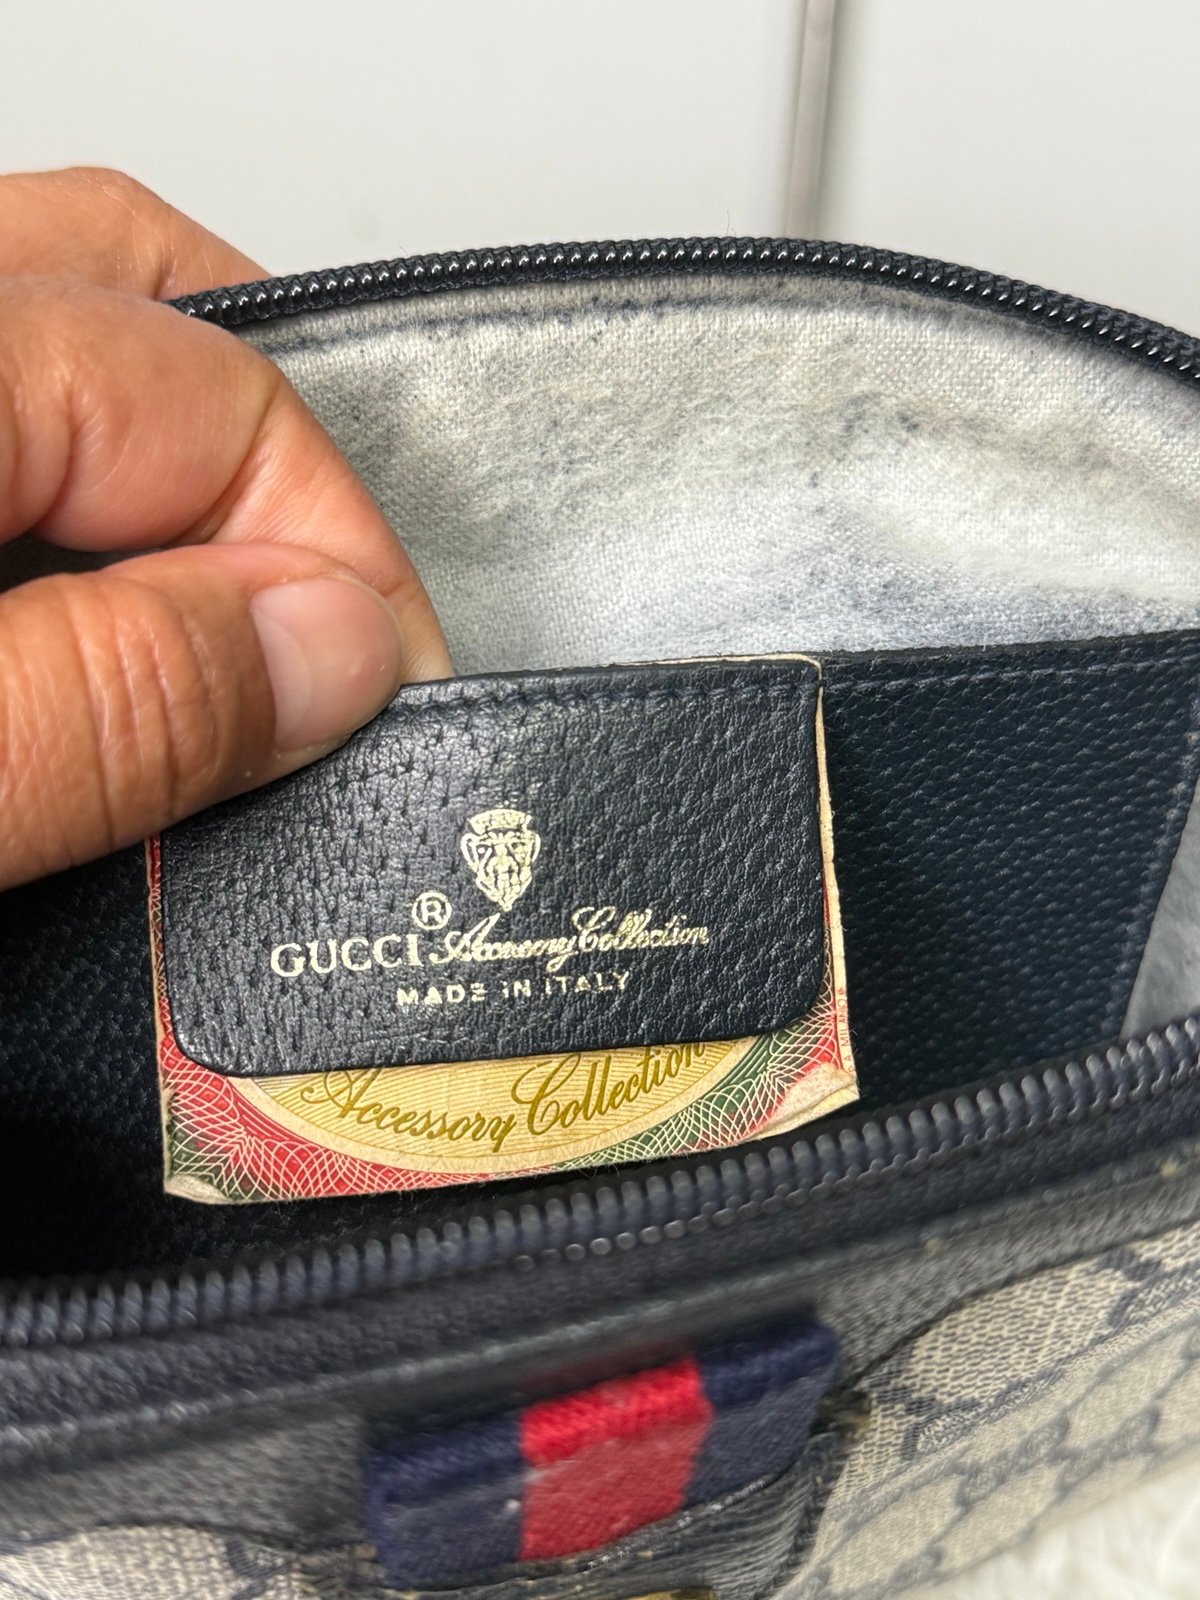 ® 
GUCCI Accessory Collection
MADE IN ITALY
Accessory Collection